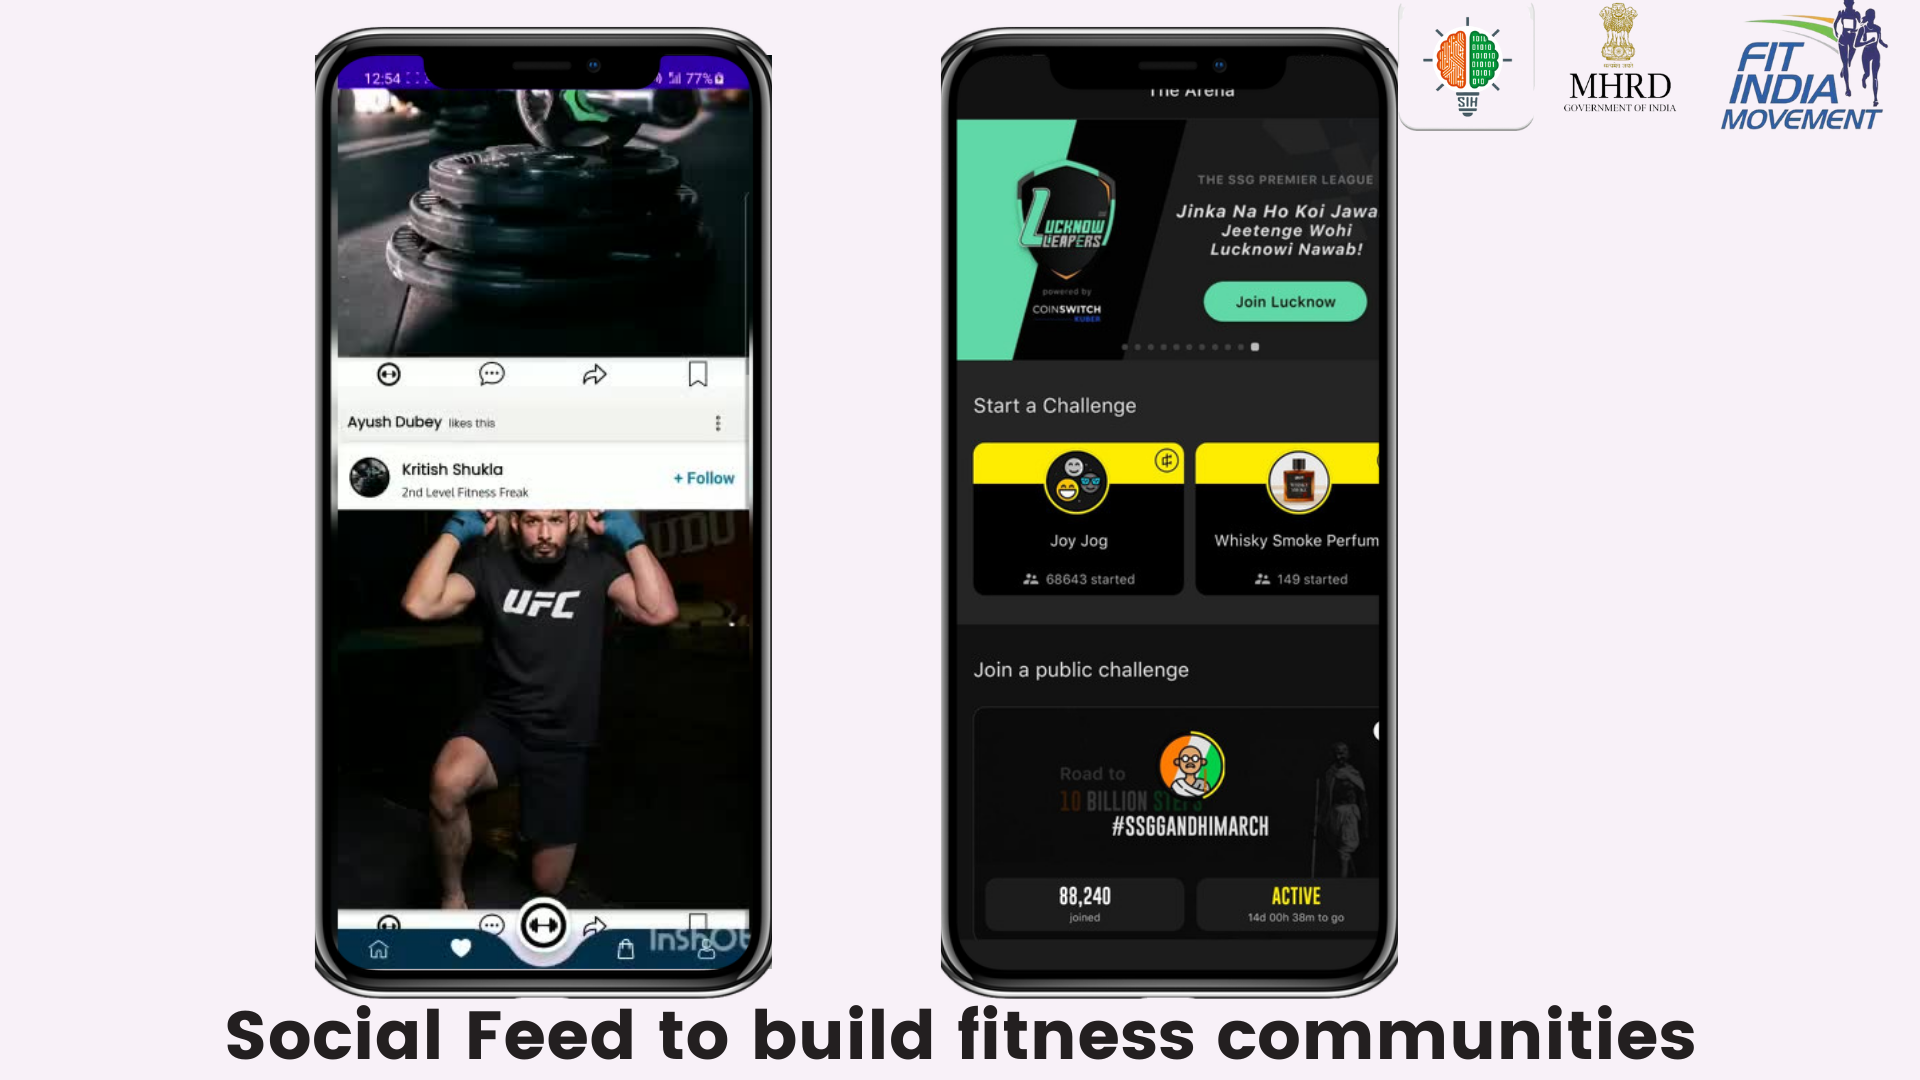 12:54
77%
Ayush Dubey likes this
Kritish Shukla
+ Follow
2nd Level Fitness Freak
UFC
InShOt
The Arena
LUCKNOW
LEAPERS
powered by
COINSWITCH
KUBER
THE SSG PREMIER LEAGUE
Jinka Na Ho Koi Jawa
Jeetenge Wohi
Lucknowi Nawab!
Join Lucknow
Start a Challenge
Joy Jog
68643 started
Whisky Smoke Perfum
149 started
Join a public challenge
Road to
10 BILLION STEPS
#SSGGANDHIMARCH
88,240
joined
ACTIVE
14d 00h 38m to go
SIH
MHRD
GOVERNMENT OF INDIA
FIT
INDIA
MOVEMENT
Social Feed to build fitness communities